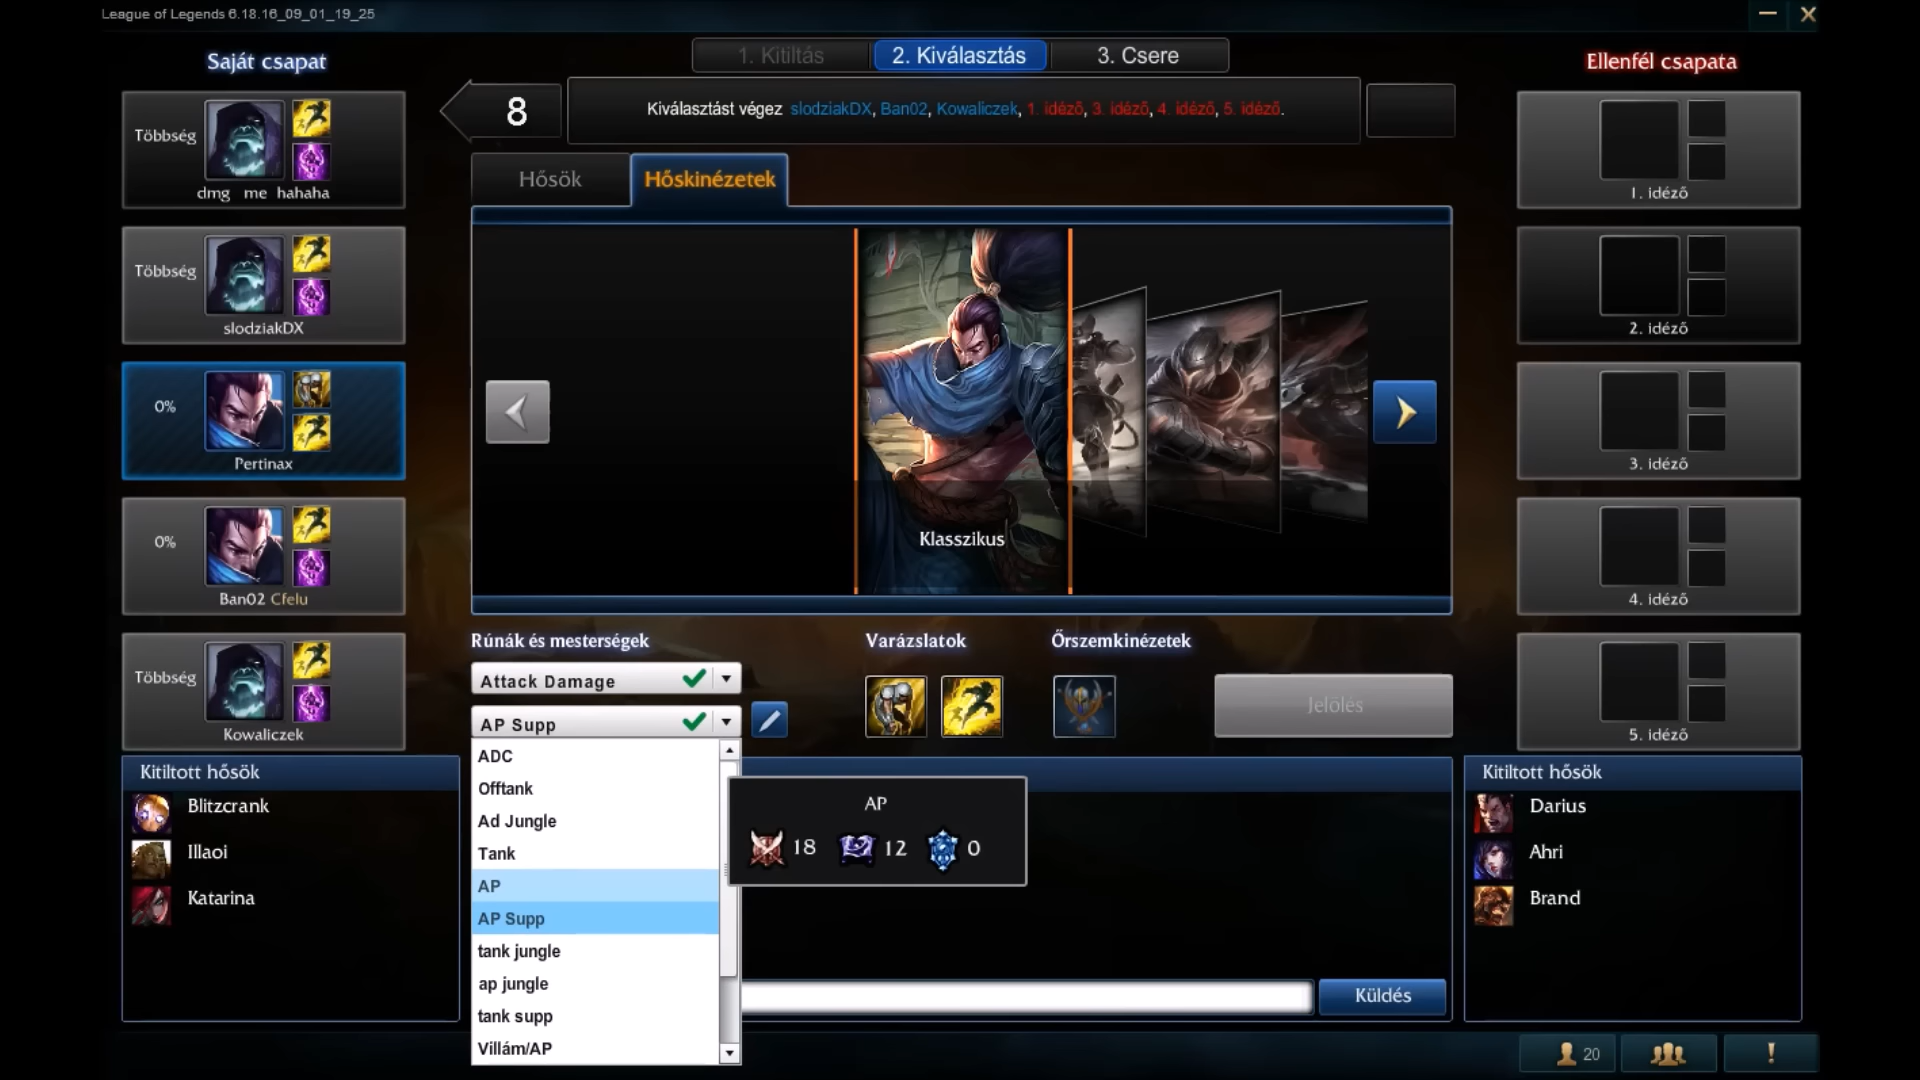 League of Legends 6.18.16_09_01_19_25
Saját csapat
1. Kitiltás
2. Kiválasztás
3. Csere
Ellenfél csapata
8
Kiválasztást végez slodziakDX, Ban02, Kowaliczek, 1. idéző, 3. idéző, 4. idéző, 5. idéző.
Többség
dmg me hahaha
Többség
slodziakDX
0%
Pertinax
0%
Ban02 Cfelu
Többség
Kowaliczek
Hősök
Hőskinézetek
Klasszikus
1. idéző
2. idéző
3. idéző
4. idéző
5. idéző
Rúnák és mesterségek
Varázslatok
Őrszemkinézetek
Attack Damage
AP Supp
Jelölés
ADC
Offtank
Ad Jungle
Tank
AP
AP Supp
tank jungle
ap jungle
tank supp
Villám/AP
AP
18
12
0
Küldés
Kitiltott hősök
Blitzcrank
Illaoi
Katarina
Kitiltott hősök
Darius
Ahri
Brand
20